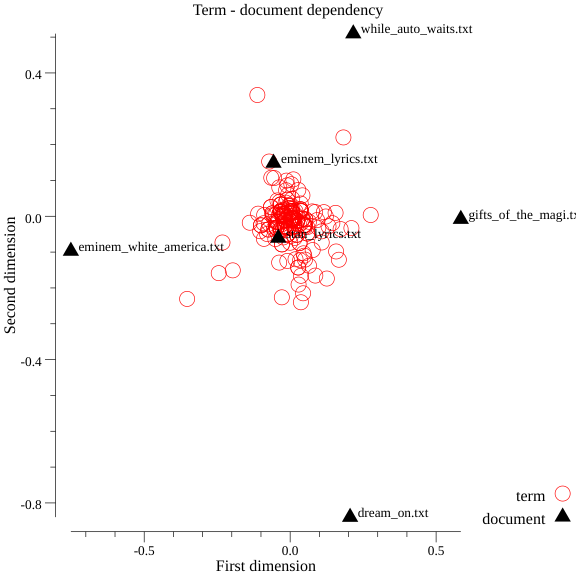 Term - document dependency
while_auto_waits.txt
0.4
eminem_lyrics.txt
0.0
gifts_of_the_magi.tx
stan_lyrics.txt
eminem_white_america.txt
Second dimension
-0.4
term
-0.8
dream_on.txt
document
-0.5
0.0
0.5
First dimension